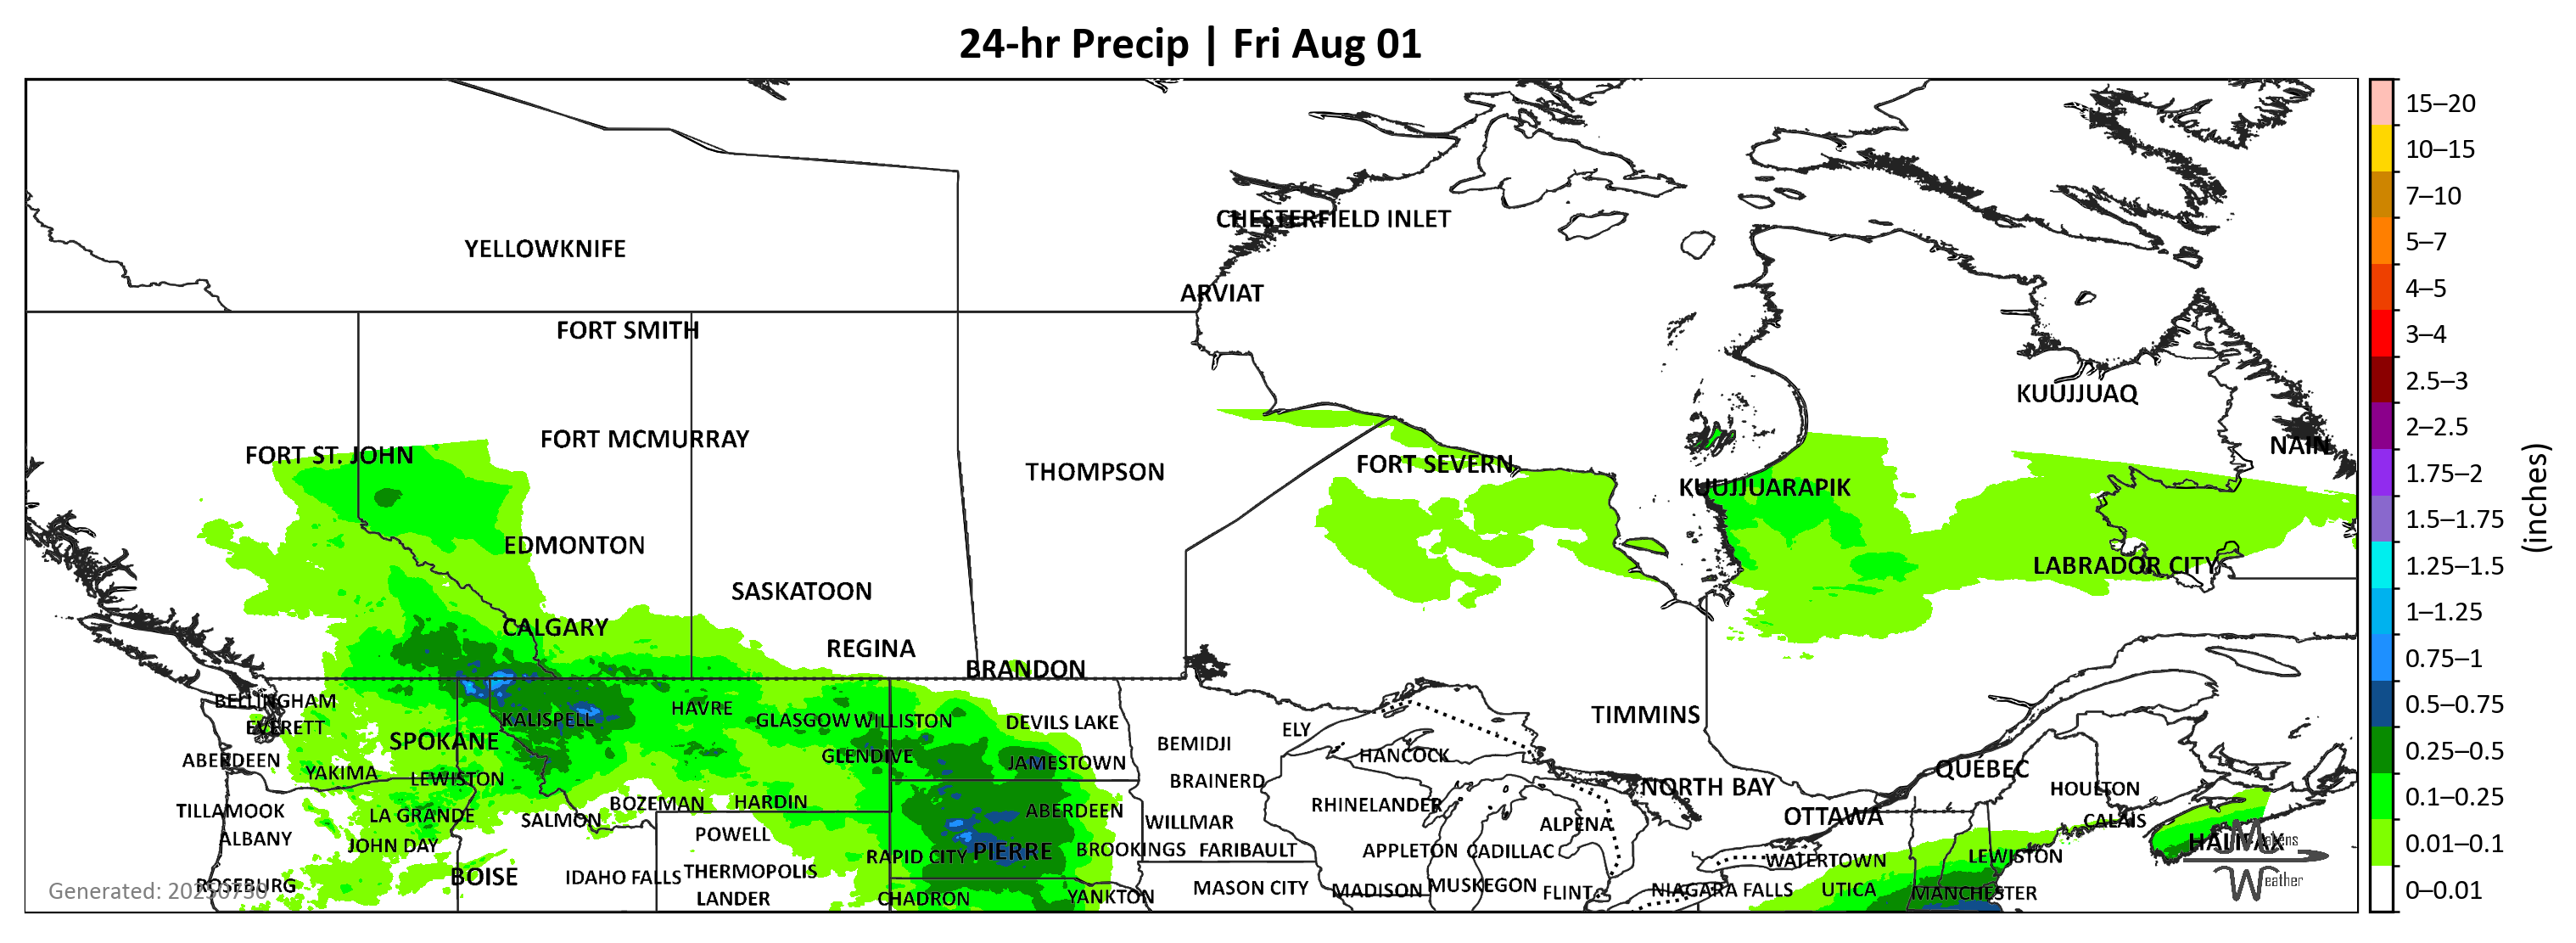 24-hr Precip | Fri Aug 01
CHESTERFIELD INLET
YELLOWKNIFE
ARVIAT
FORT SMITH
KUUJJUAQ
FORT MCMURRAY
NAIN
FORT ST. JOHN
FORT SEVERN
THOMPSON
KUUJJUARAPIK
EDMONTON
LABRADOR CITY
SASKATOON
CALGARY
REGINA
BRANDON
BELLINGHAM
HAVRE
TIMMINS
GLASGOW WILLISTON
KALISPELL
DEVILS LAKE
EVERETT
ELY
SPOKANE
BEMIDJI
GLENDIVE
HANCOCK
ABERDEEN
JAMESTOWN
QUÉBEC
YAKIMA
LEWISTON
BRAINERD
NORTH BAY
HOULTON
BOZEMAN
HARDIN
RHINELANDER
TILLAMOOK
ABERDEEN
LA GRANDE
SALMON
WILLMAR
ALPENA
OTTAWA
CALAIS
ALBANY
POWELL
JOHN DAY
HALIFAX
PIERRE
BROOKINGS
FARIBAULT
APPLETON
CADILLAC
RAPID CITY
LEWISTON
WATERTOWN
THERMOPOLIS
BOISE
IDAHO FALLS
ROSEBURG
MASON CITY
MADISON
MUSKEGON
FLINT
NIAGARA FALLS
UTICA
MANCHESTER
LANDER
CHADRON
YANKTON
Generated: 20250730
Weather
15–20
10–15
7–10
5–7
4–5
3–4
2.5–3
2–2.5
1.75–2
1.5–1.75
1.25–1.5
1–1.25
0.75–1
0.5–0.75
0.25–0.5
0.1–0.25
0.01–0.1
0–0.01
(inches)